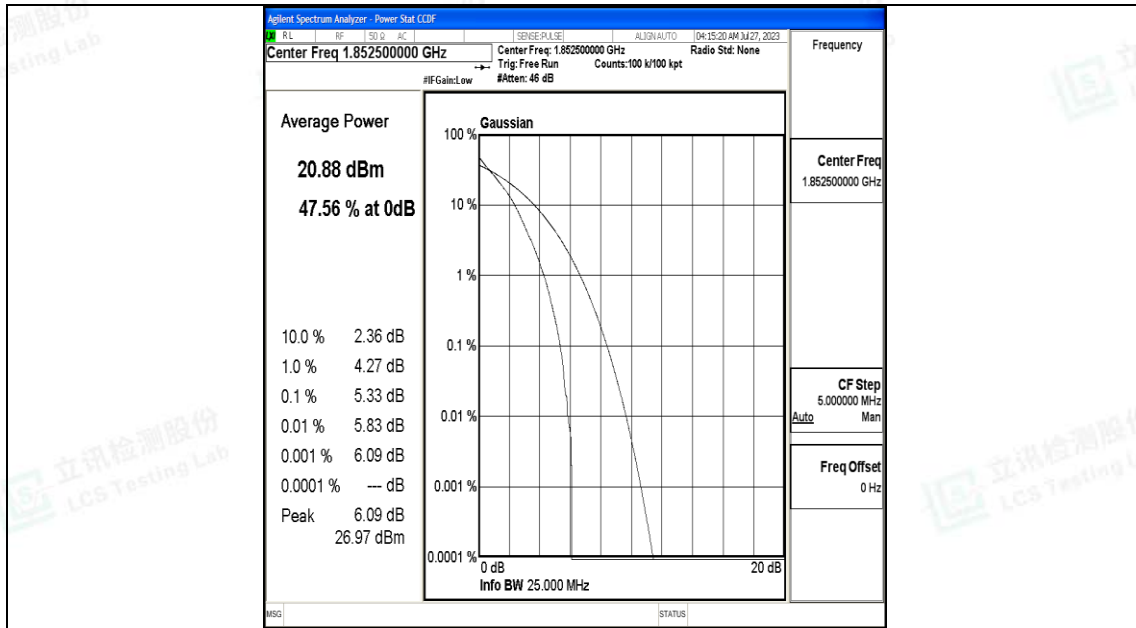 Agilent Spectrum Analyzer - Power Stat CCDF
RL RF 50 Ω AC SENSE:PULSE ALIGN AUTO 04:15:20 AM Jul 27, 2023
Center Freq 1.852500000 GHz
Center Freq: 1.852500000 GHz Radio Std: None
Trig: Free Run Counts:100 k/100 kpt
#IFGain:Low #Atten: 46 dB
Frequency
Average Power
20.88 dBm
47.56 % at 0dB
10.0 % 2.36 dB
1.0 % 4.27 dB
0.1 % 5.33 dB
0.01 % 5.83 dB
0.001 % 6.09 dB
0.0001 % --- dB
Peak 6.09 dB
26.97 dBm
Gaussian
100 %
10 %
1 %
0.1 %
0.01 %
0.001 %
0.0001 %
0 dB 20 dB
Info BW 25.000 MHz
Center Freq
1.852500000 GHz
CF Step
5.000000 MHz
Auto Man
Freq Offset
0 Hz
MSG STATUS
立讯检测股份
LCS Testing Lab
立讯检测股份
LCS Testing L